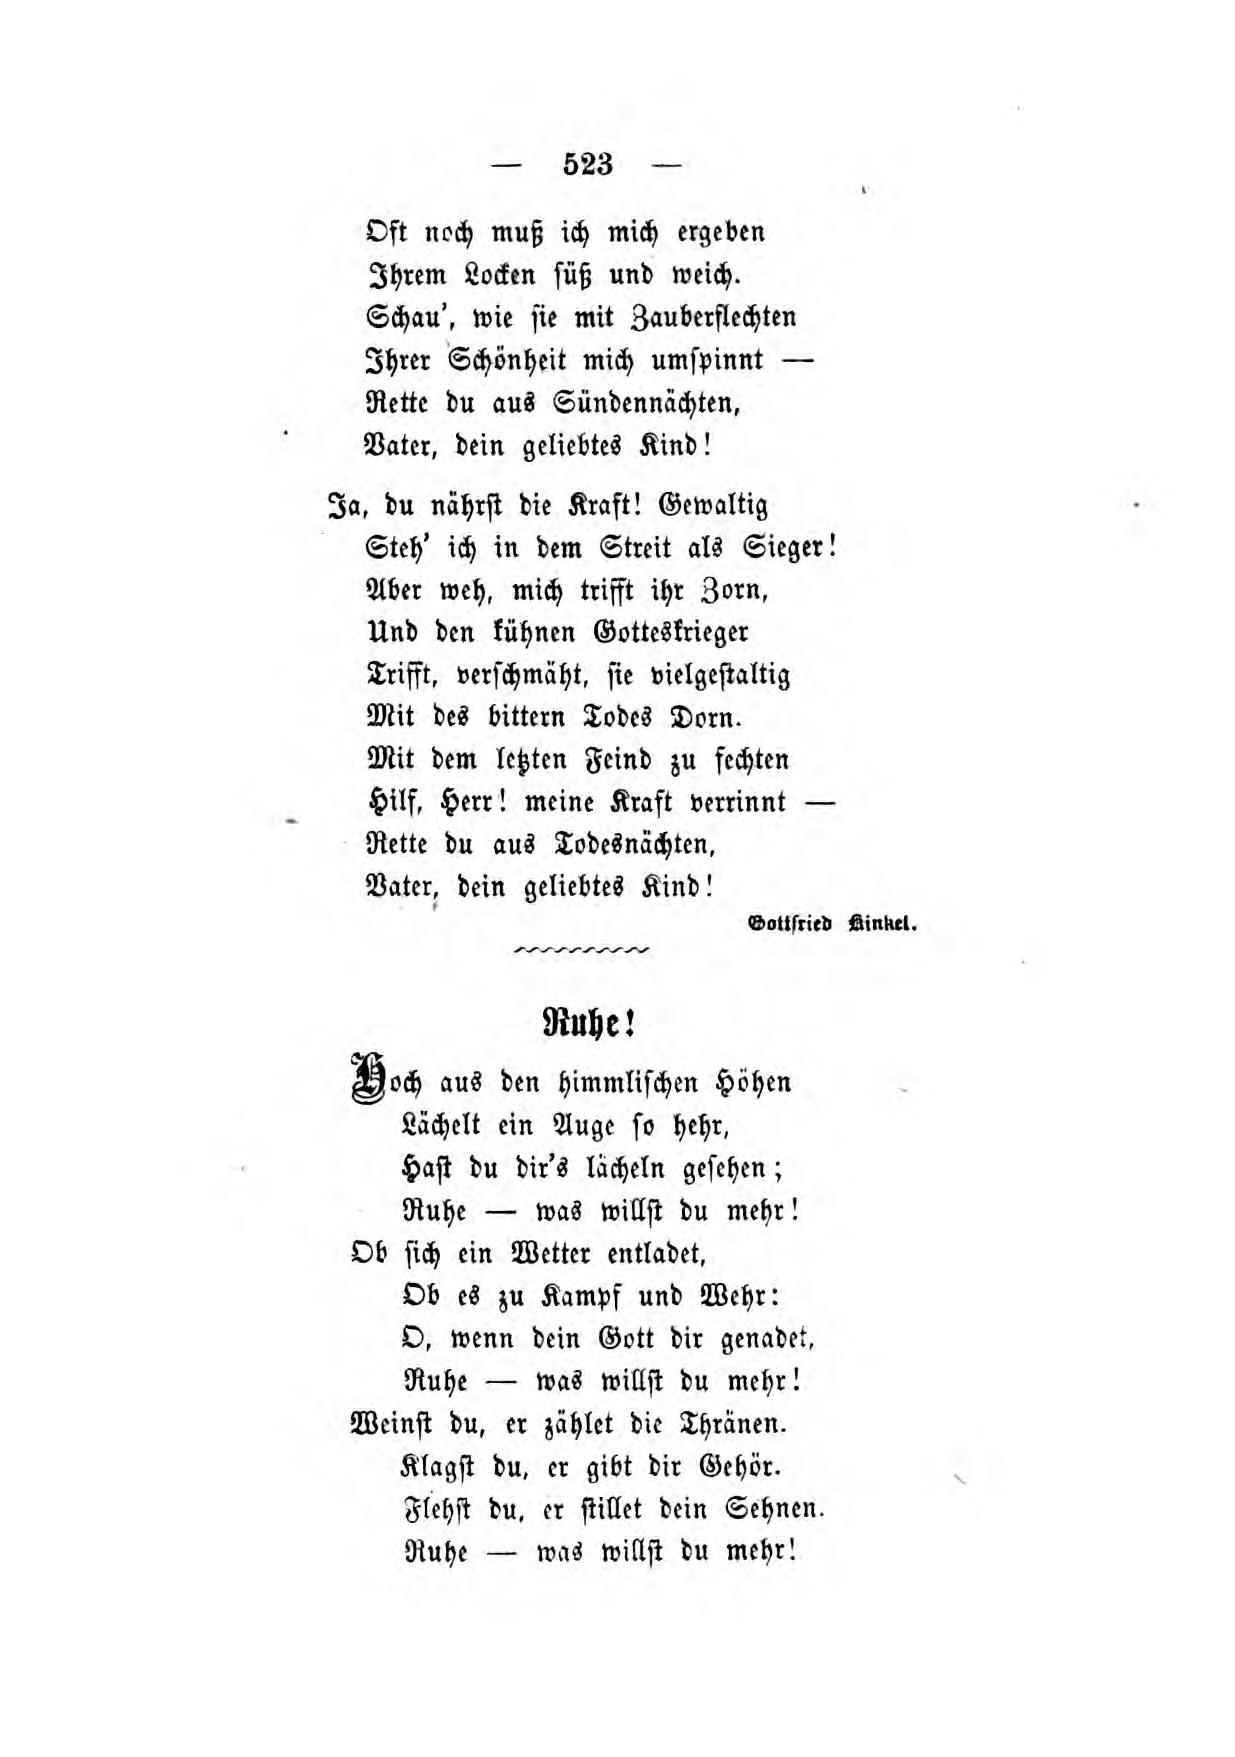 — 523 —
Oft noch muß ich mich ergeben
Ihrem Locken süß und weich.
Schau', wie sie mit Zauberflechten
Ihrer Schönheit mich umspinnt —
Rette du aus Sündennächten,
Vater, dein geliebtes Kind!
Ja, du nährst die Kraft! Gewaltig
Steh' ich in dem Streit als Sieger!
Aber weh, mich trifft ihr Zorn,
Und den kühnen Gotteskrieger
Trifft, verschmäht, sie vielgestaltig
Mit des bittern Todes Dorn.
Mit dem letzten Feind zu fechten
Hilf, Herr! meine Kraft verrinnt —
Rette du aus Todesnächten,
Vater, dein geliebtes Kind!
Gottfried Kinkel.
Ruhe!
Hoch aus den himmlischen Höhen
Lächelt ein Auge so hehr,
Hast du dir's lächeln gesehen;
Ruhe — was willst du mehr!
Ob sich ein Wetter entladet,
Ob es zu Kampf und Wehr:
O, wenn dein Gott dir genadet,
Ruhe — was willst du mehr!
Weinst du, er zählet die Thränen.
Klagst du, er gibt dir Gehör.
Flehst du, er stillet dein Sehnen.
Ruhe — was willst du mehr!